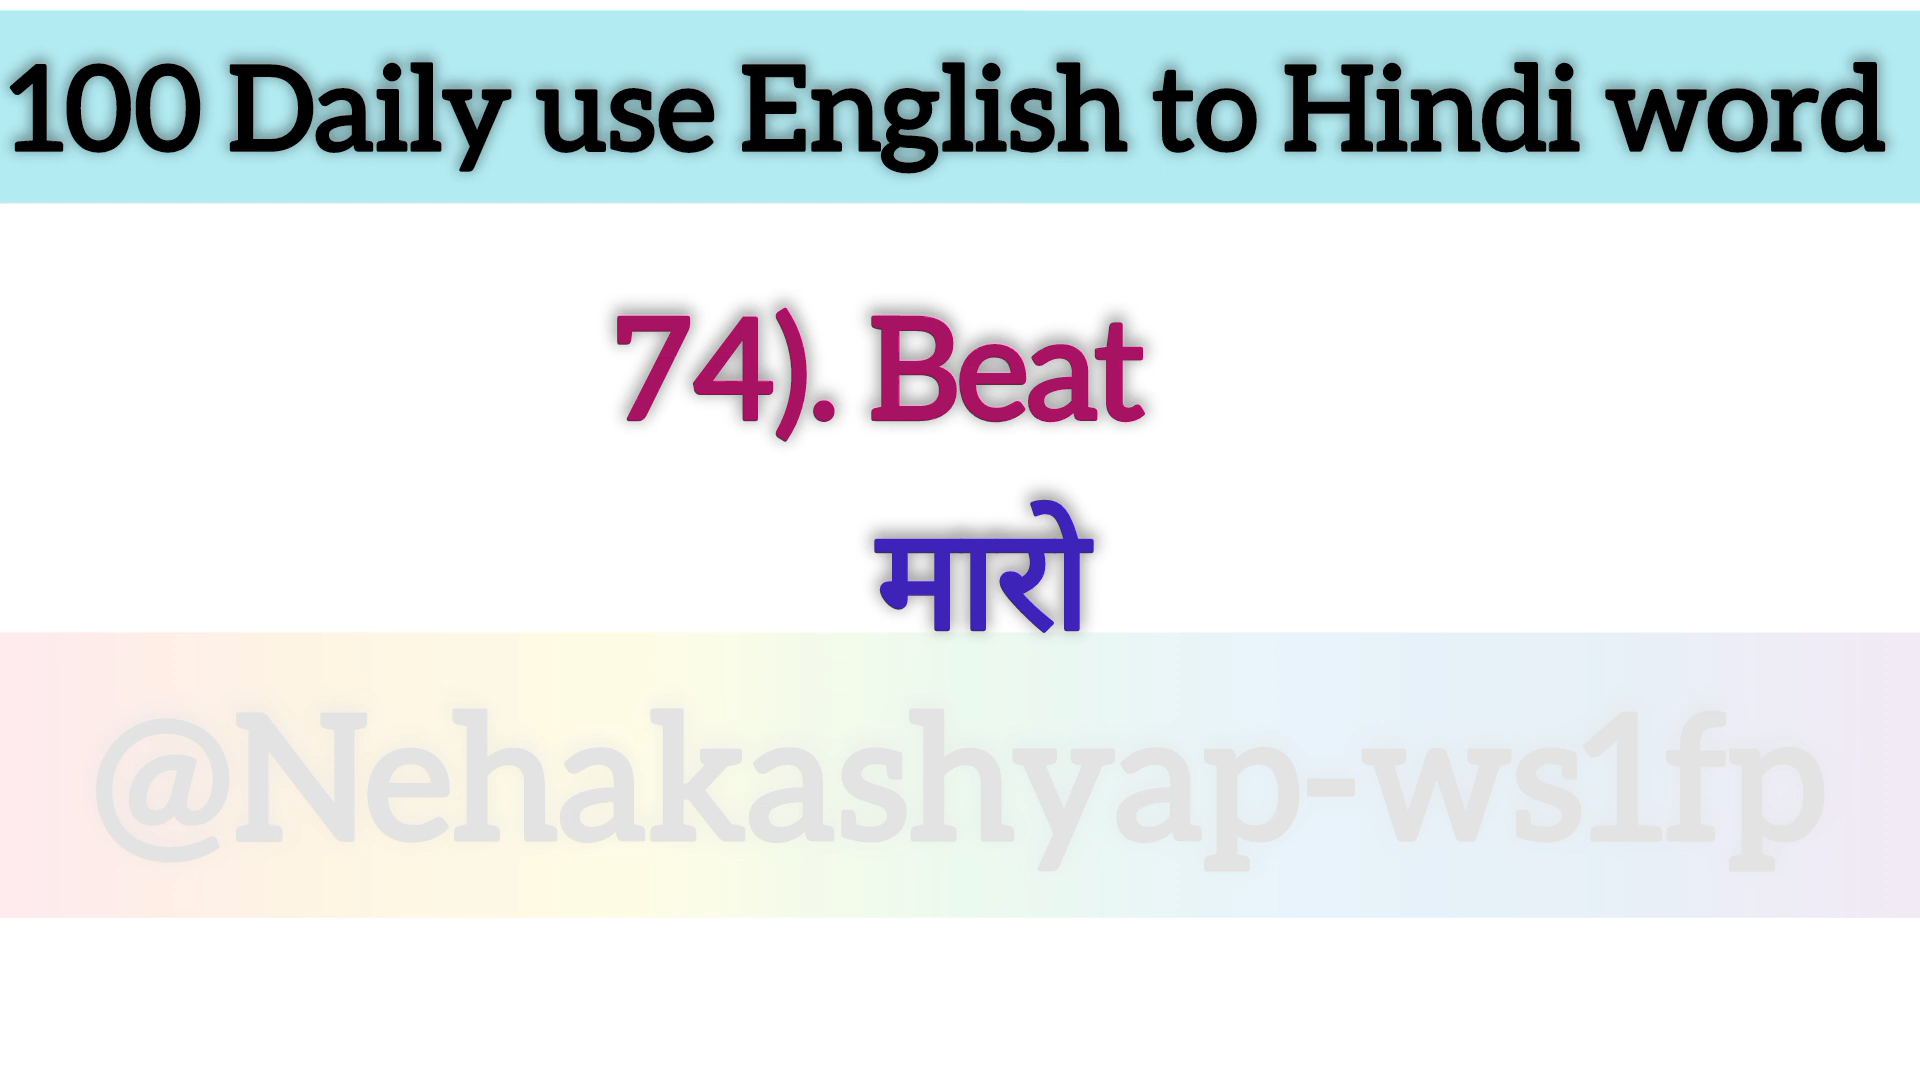 100 Daily use English to Hindi word
74). Beat
मारो
@Nehakashyap-ws1fp